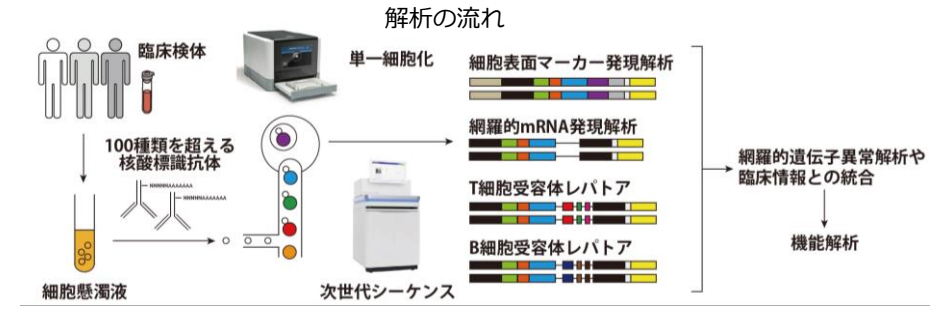 解析の流れ
臨床検体
単一細胞化
細胞表面マーカー発現解析
100種類を超える
核酸標識抗体
NNNNNNAAAAAAA
NNNNNNAAAAAAA
網羅的mRNA発現解析
T細胞受容体レパトア
B細胞受容体レパトア
網羅的遺伝子異常解析や
臨床情報との統合
機能解析
細胞懸濁液
次世代シーケンス